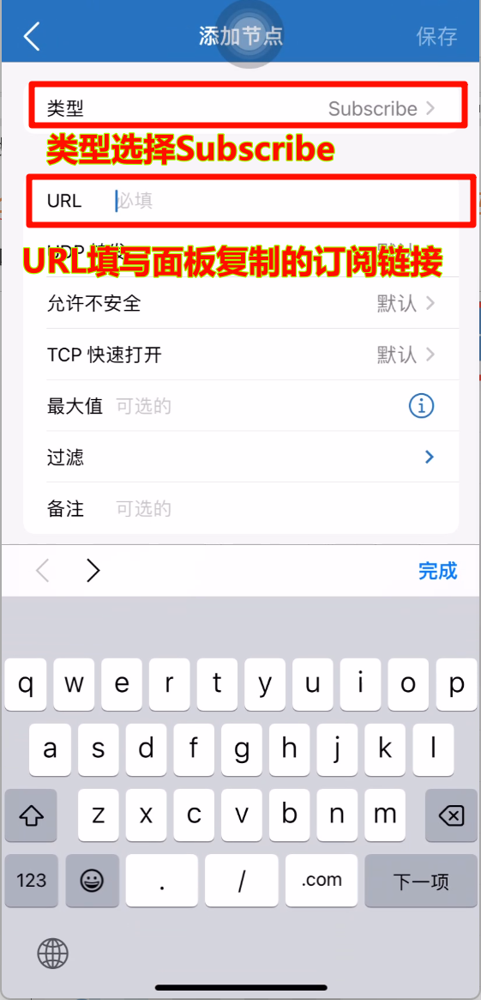 添加节点
保存
类型
Subscribe
类型选择Subscribe
URL
必填
URL填写面板复制的订阅链接
允许不安全
默认
TCP 快速打开
默认
最大值
可选的
过滤
备注
可选的
完成
q w e r t y u i o p
a s d f g h j k l
z x c v b n m
123
.
/
.com
下一项